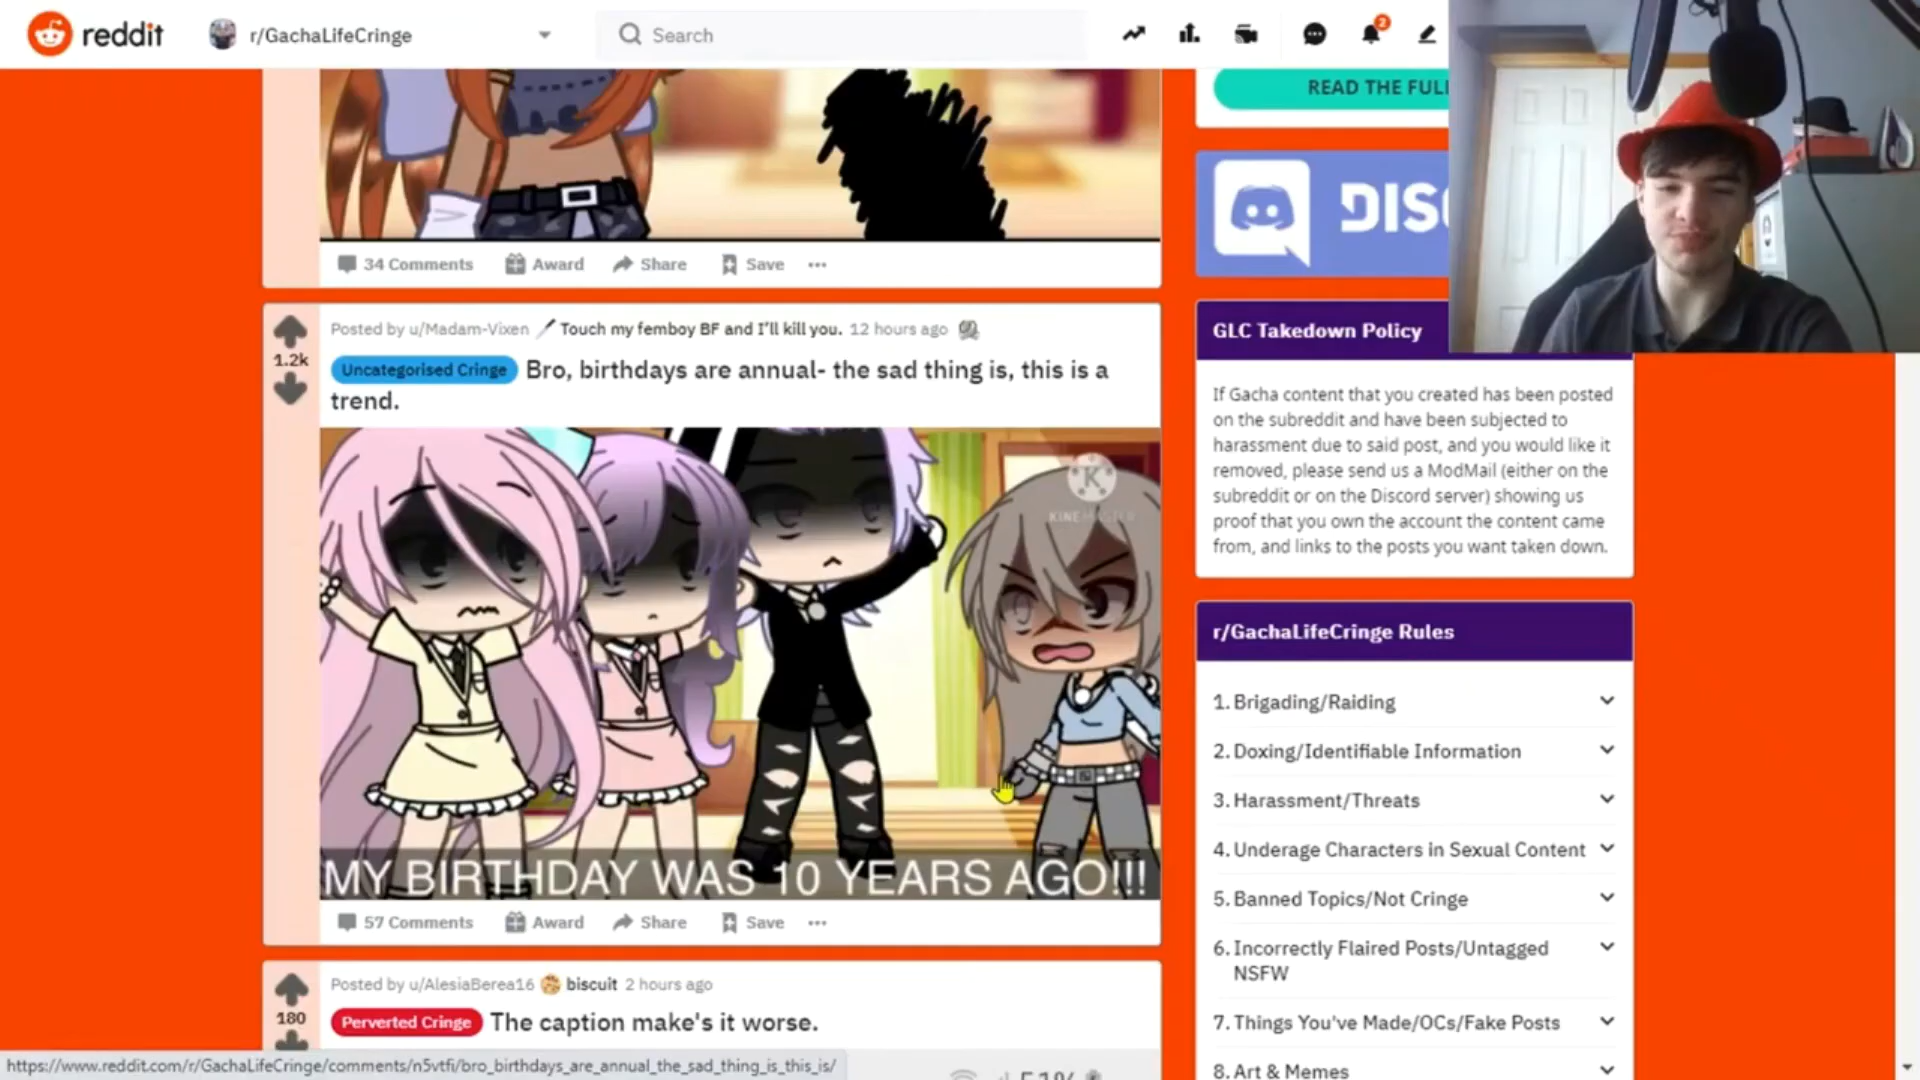 reddit
r/GachaLifeCringe
Search
2
READ THE FULL
34 Comments Award Share Save
Posted by u/Madam-Vixen Touch my femboy BF and I'll kill you. 12 hours ago
1.2k
Uncategorised Cringe Bro, birthdays are annual- the sad thing is, this is a
trend.
KINEMASTER
MY BIRTHDAY WAS 10 YEARS AGO!!!
57 Comments Award Share Save
Posted by u/AlesiaBerea16 biscuit 2 hours ago
180
Perverted Cringe The caption make's it worse.
51%
https://www.reddit.com/r/GachaLifeCringe/comments/n5vtfi/bro_birthdays_are_annual_the_sad_thing_is_this_is/
GLC Takedown Policy
If Gacha content that you created has been posted
on the subreddit and have been subjected to
harassment due to said post, and you would like it
removed, please send us a ModMail (either on the
subreddit or on the Discord server) showing us
proof that you own the account the content came
from, and links to the posts you want taken down.
r/GachaLifeCringe Rules
1. Brigading/Raiding
2. Doxing/Identifiable Information
3. Harassment/Threats
4. Underage Characters in Sexual Content
5. Banned Topics/Not Cringe
6. Incorrectly Flaired Posts/Untagged
NSFW
7. Things You've Made/OCs/Fake Posts
8. Art & Memes